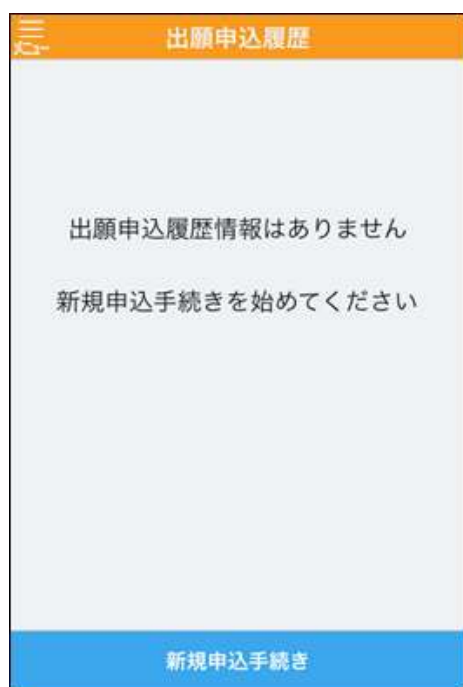 メニュー
出願申込履歴
出願申込履歴情報はありません
新規申込手続きを始めてください
新規申込手続き